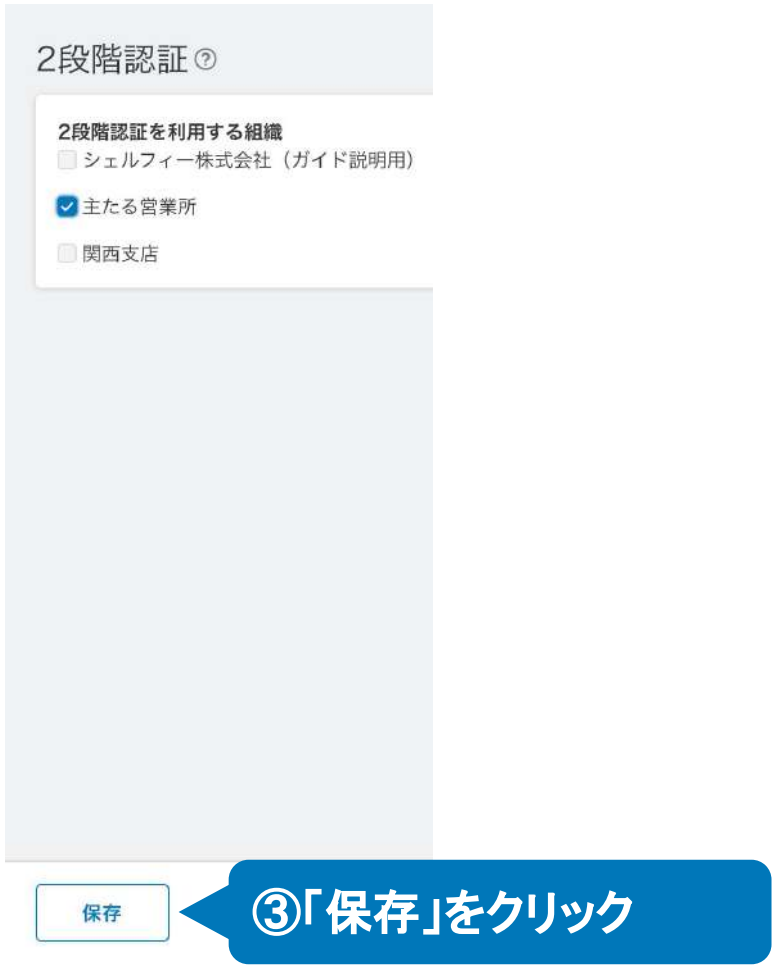 2段階認証?
2段階認証を利用する組織
シェルフィー株式会社（ガイド説明用）
主たる営業所
関西支店
保存
③「保存」をクリック